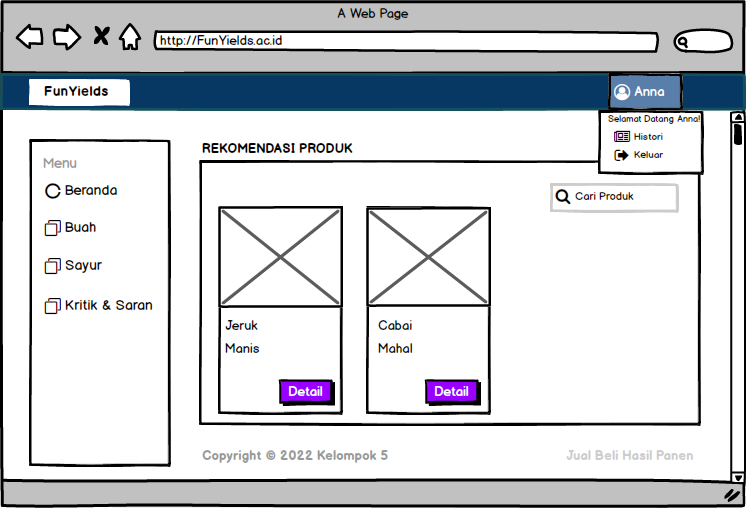 A Web Page
http://FunYields.ac.id
FunYields
Anna
Selamat Datang Anna!
Histori
Keluar
Menu
Beranda
Buah
Sayur
Kritik & Saran
REKOMENDASI PRODUK
Cari Produk
Jeruk
Manis
Detail
Cabai
Mahal
Detail
Copyright © 2022 Kelompok 5
Jual Beli Hasil Panen